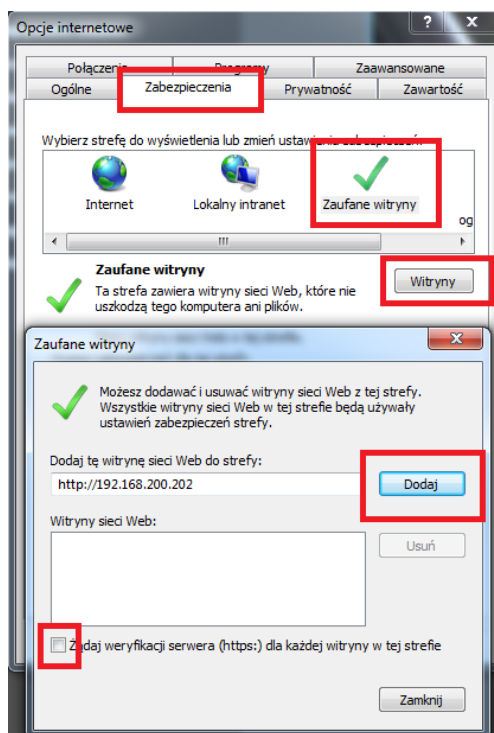 Opcje internetowe
Połączenia Programy Zaawansowane
Ogólne Zabezpieczenia Prywatność Zawartość
Wybierz strefę do wyświetlenia lub zmień
Internet Lokalny intranet Zaufane witryny
og
Zaufane witryny
Ta strefa zawiera witryny sieci Web, które nie
uszkodzą tego komputera ani plików.
Witryny
Zaufane witryny
Możesz dodawać i usuwać witryny sieci Web z tej strefy.
Wszystkie witryny sieci Web w tej strefie będą używały
ustawień zabezpieczeń strefy.
Dodaj tę witrynę sieci Web do strefy:
http://192.168.200.202 Dodaj
Witryny sieci Web:
Usuń
Żądaj weryfikacji serwera (https:) dla każdej witryny w tej strefie
Zamknij